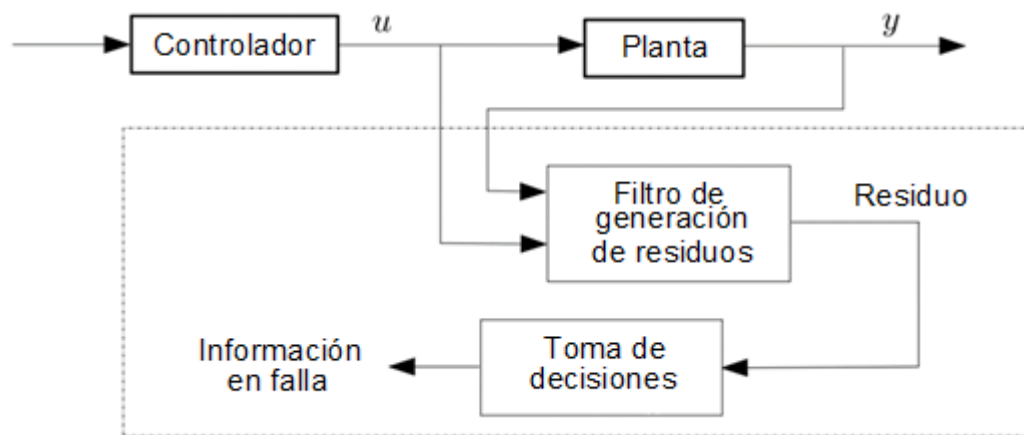 Controlador
u
Planta
y
Filtro de
generación
de residuos
Residuo
Información
en falla
Toma de
decisiones